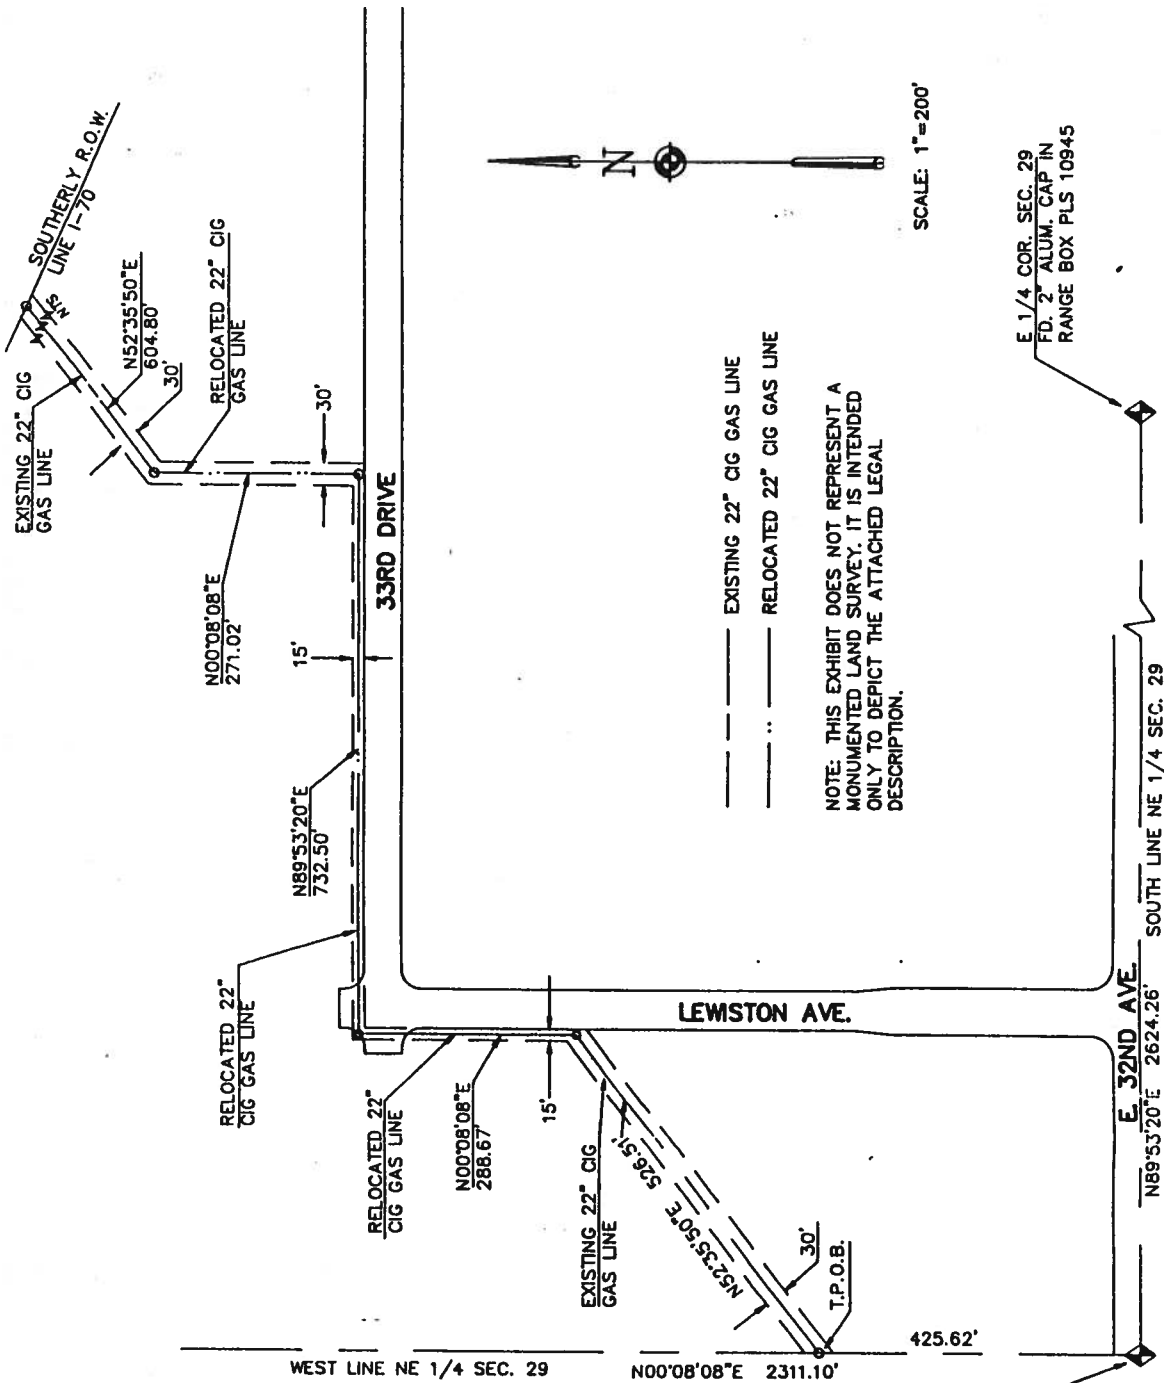 SOUTHERLY R.O.W.
LINE I-70
NTS
EXISTING 22" CIG
GAS LINE
N52°35'50"E
604.80'
30'
RELOCATED 22" CIG
GAS LINE
30'
N00°08'08"E
271.02'
33RD DRIVE
15'
N89°53'20"E
732.50'
RELOCATED 22"
CIG GAS LINE
N
SCALE: 1"=200'
EXISTING 22" CIG GAS LINE
RELOCATED 22" CIG GAS LINE
NOTE: THIS EXHIBIT DOES NOT REPRESENT A
MONUMENTED LAND SURVEY. IT IS INTENDED
ONLY TO DEPICT THE ATTACHED LEGAL
DESCRIPTION.
E 1/4 COR. SEC. 29
FD. 2" ALUM. CAP IN
RANGE BOX PLS 10945
RELOCATED 22"
CIG GAS LINE
N00°08'08"E
288.67'
15'
LEWISTON AVE.
EXISTING 22" CIG
GAS LINE
N52°35'50"E 526.51'
30'
T.P.O.B.
425.62'
WEST LINE NE 1/4 SEC. 29 N00°08'08"E 2311.10'
E. 32ND AVE.
N89°53'20"E 2624.26' SOUTH LINE NE 1/4 SEC. 29